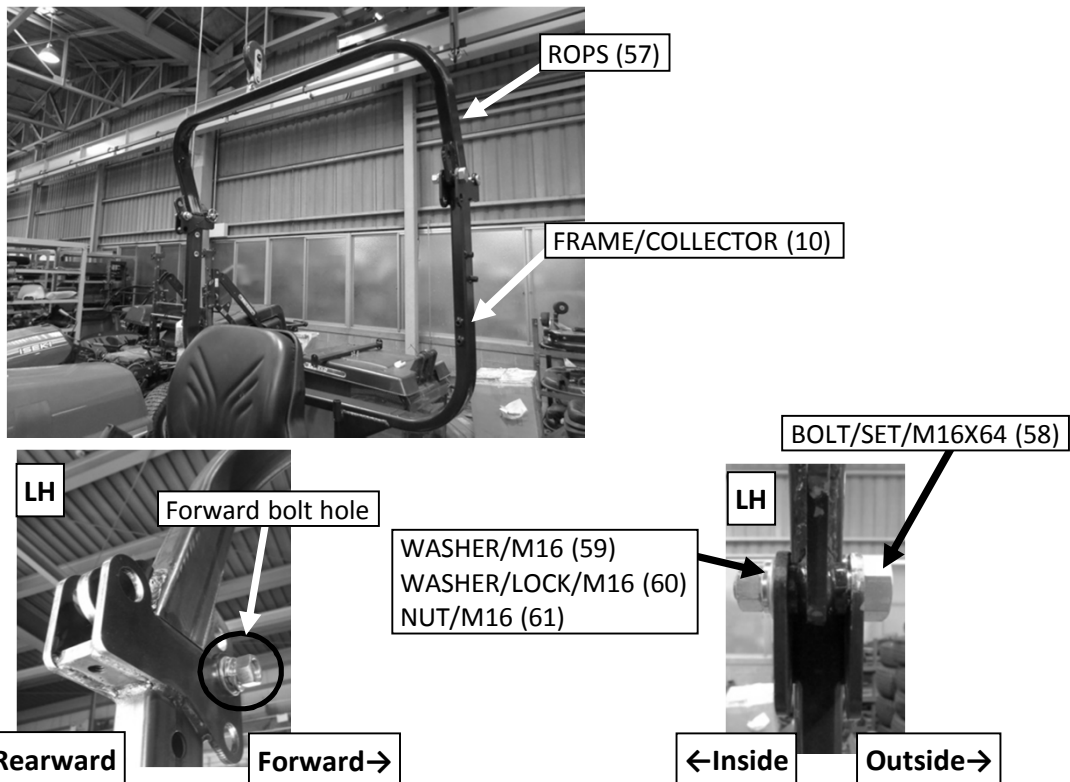 ROPS (57)
FRAME/COLLECTOR (10)
BOLT/SET/M16X64 (58)
LH
Forward bolt hole
LH
WASHER/M16 (59)
WASHER/LOCK/M16 (60)
NUT/M16 (61)
Rearward
Forward→
←Inside
Outside→